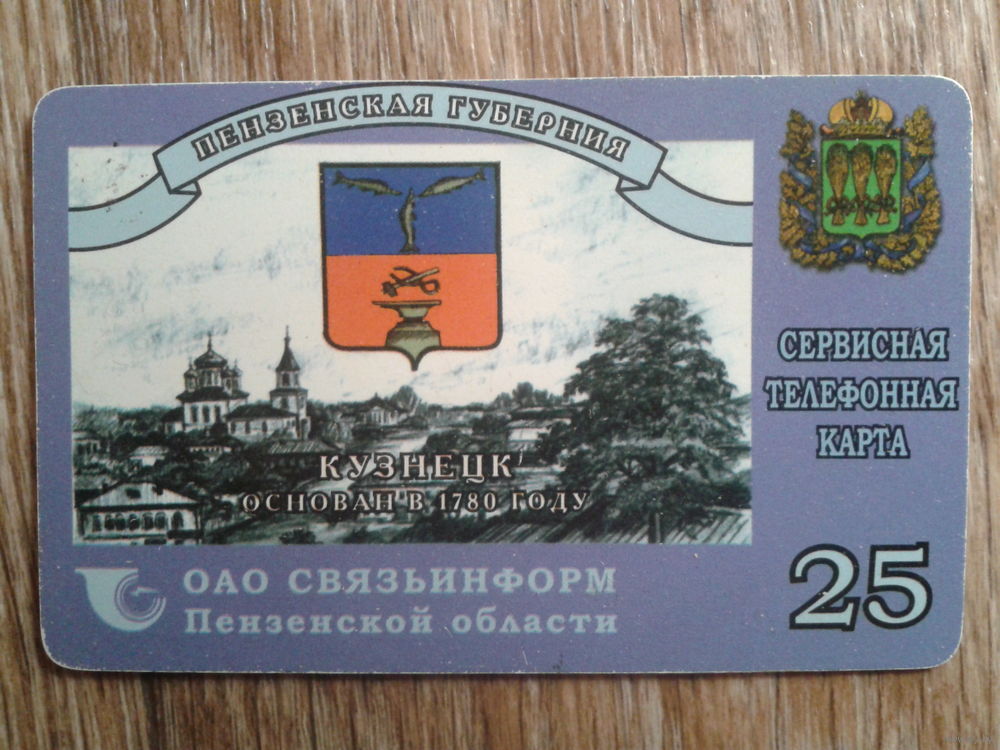 ПЕНЗЕНСКАЯ ГУБЕРНИЯ
СЕРВИСНАЯ
ТЕЛЕФОННАЯ
КАРТА
КУЗНЕЦК
ОСНОВАН В 1780 ГОДУ
ОАО СВЯЗЬИНФОРМ
Пензенской области
25